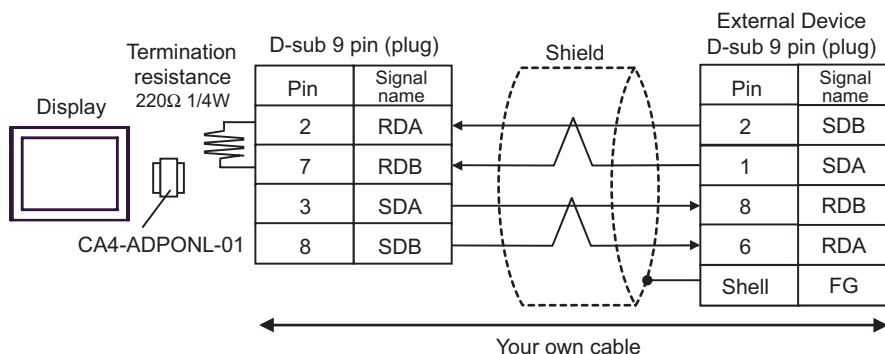 External Device
D-sub 9 pin (plug)
Shield
D-sub 9 pin (plug)
Termination
resistance
220Ω 1/4W
Display
CA4-ADPONL-01
Pin Signal name
2 RDA
7 RDB
3 SDA
8 SDB
Pin Signal name
2 SDB
1 SDA
8 RDB
6 RDA
Shell FG
Your own cable